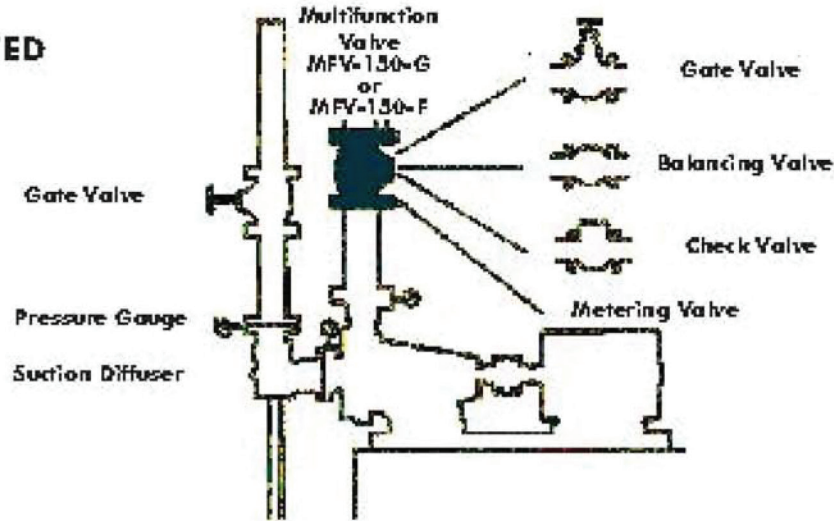 ED
Multifunction
Valve
MFV-150-G
or
MFV-150-F
Gate Valve
Balancing Valve
Check Valve
Metering Valve
Gate Valve
Pressure Gauge
Suction Diffuser